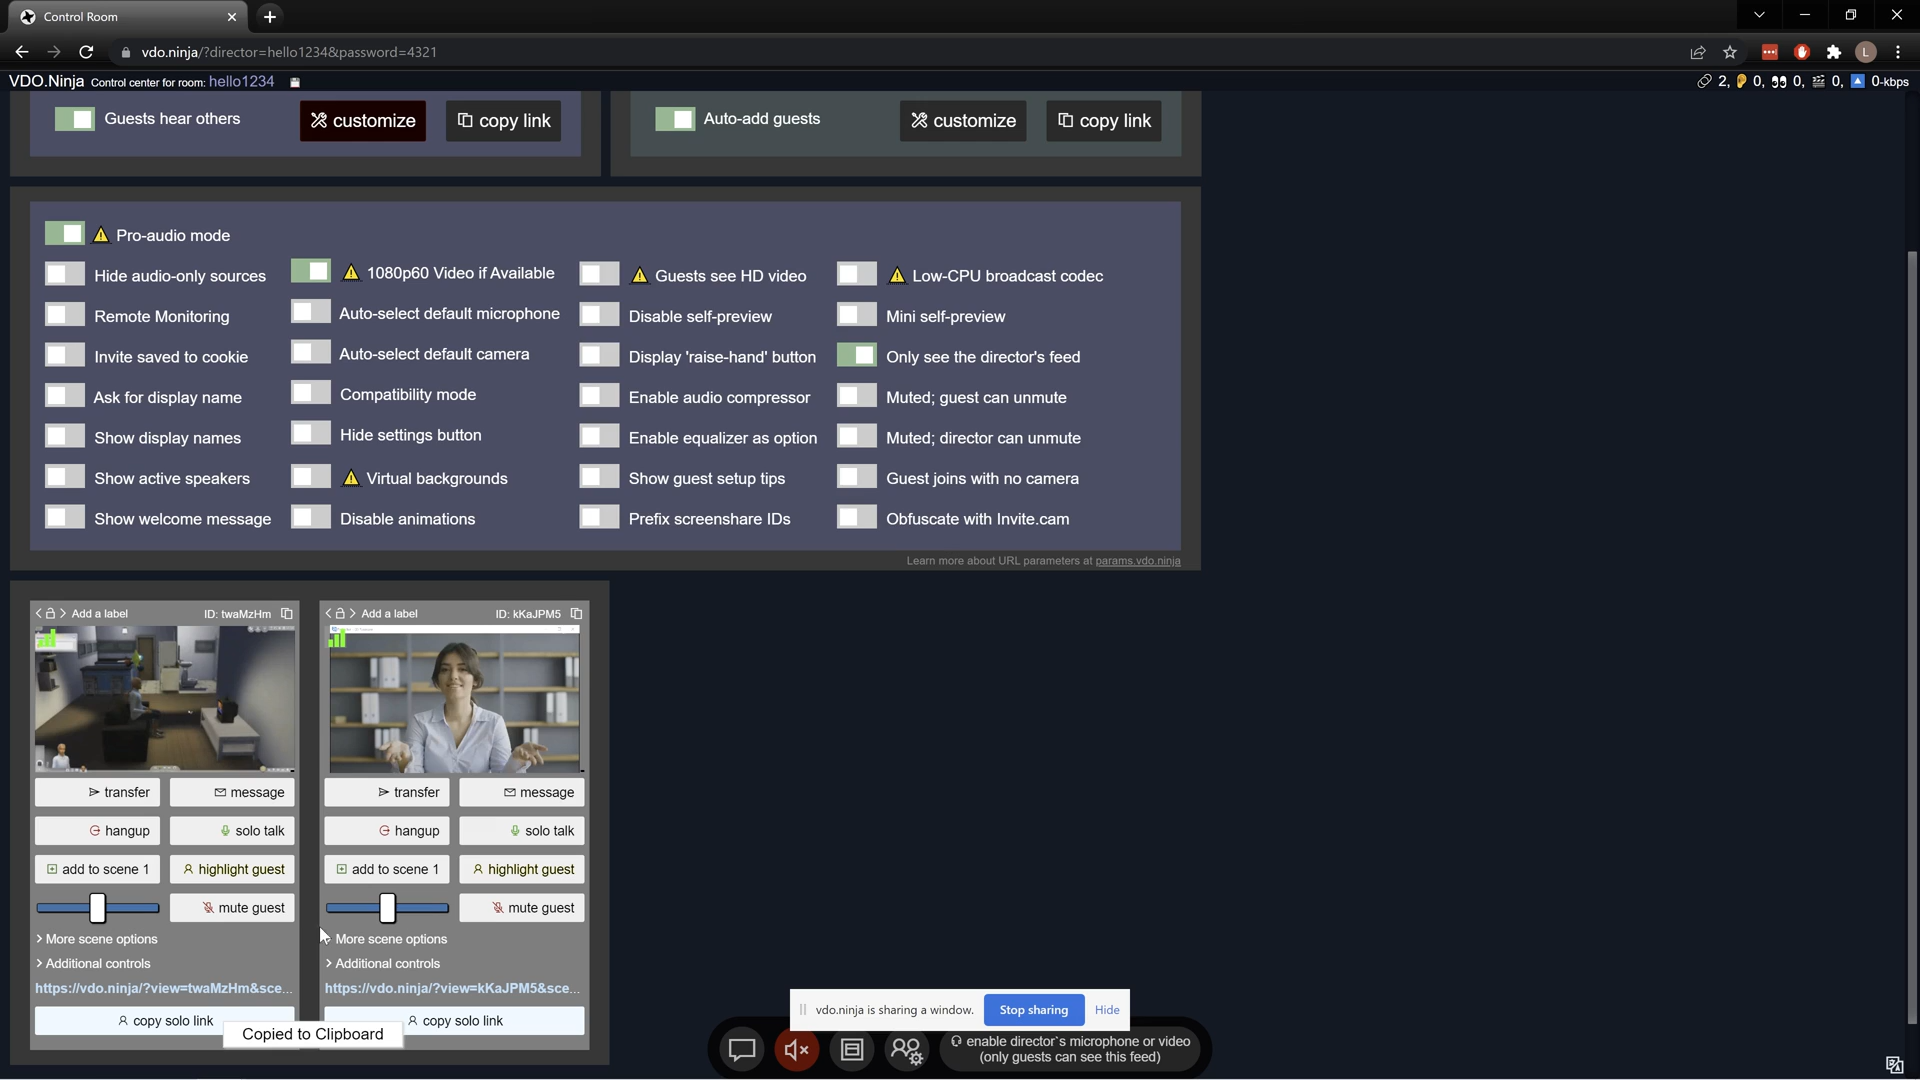 Control Room
vdo.ninja/?director=hello1234&password=4321
L
VDO.Ninja Control center for room: hello1234
2, 0, 0, 0, 0-kbps
Guests hear others
customize
copy link
Auto-add guests
customize
copy link
Pro-audio mode
Hide audio-only sources
1080p60 Video if Available
Guests see HD video
Low-CPU broadcast codec
Remote Monitoring
Auto-select default microphone
Disable self-preview
Mini self-preview
Invite saved to cookie
Auto-select default camera
Display 'raise-hand' button
Only see the director's feed
Ask for display name
Compatibility mode
Enable audio compressor
Muted; guest can unmute
Show display names
Hide settings button
Enable equalizer as option
Muted; director can unmute
Show active speakers
Virtual backgrounds
Show guest setup tips
Guest joins with no camera
Show welcome message
Disable animations
Prefix screenshare IDs
Obfuscate with Invite.cam
Learn more about URL parameters at params.vdo.ninja
Add a label ID: twaMzHm
transfer
message
hangup
solo talk
add to scene 1
highlight guest
mute guest
More scene options
Additional controls
https://vdo.ninja/?view=twaMzHm&sce...
copy solo link
Add a label ID: kKaJPM5
transfer
message
hangup
solo talk
add to scene 1
highlight guest
mute guest
More scene options
Additional controls
https://vdo.ninja/?view=kKaJPM5&sce...
copy solo link
Copied to Clipboard
vdo.ninja is sharing a window.
Stop sharing
Hide
enable director`s microphone or video
(only guests can see this feed)